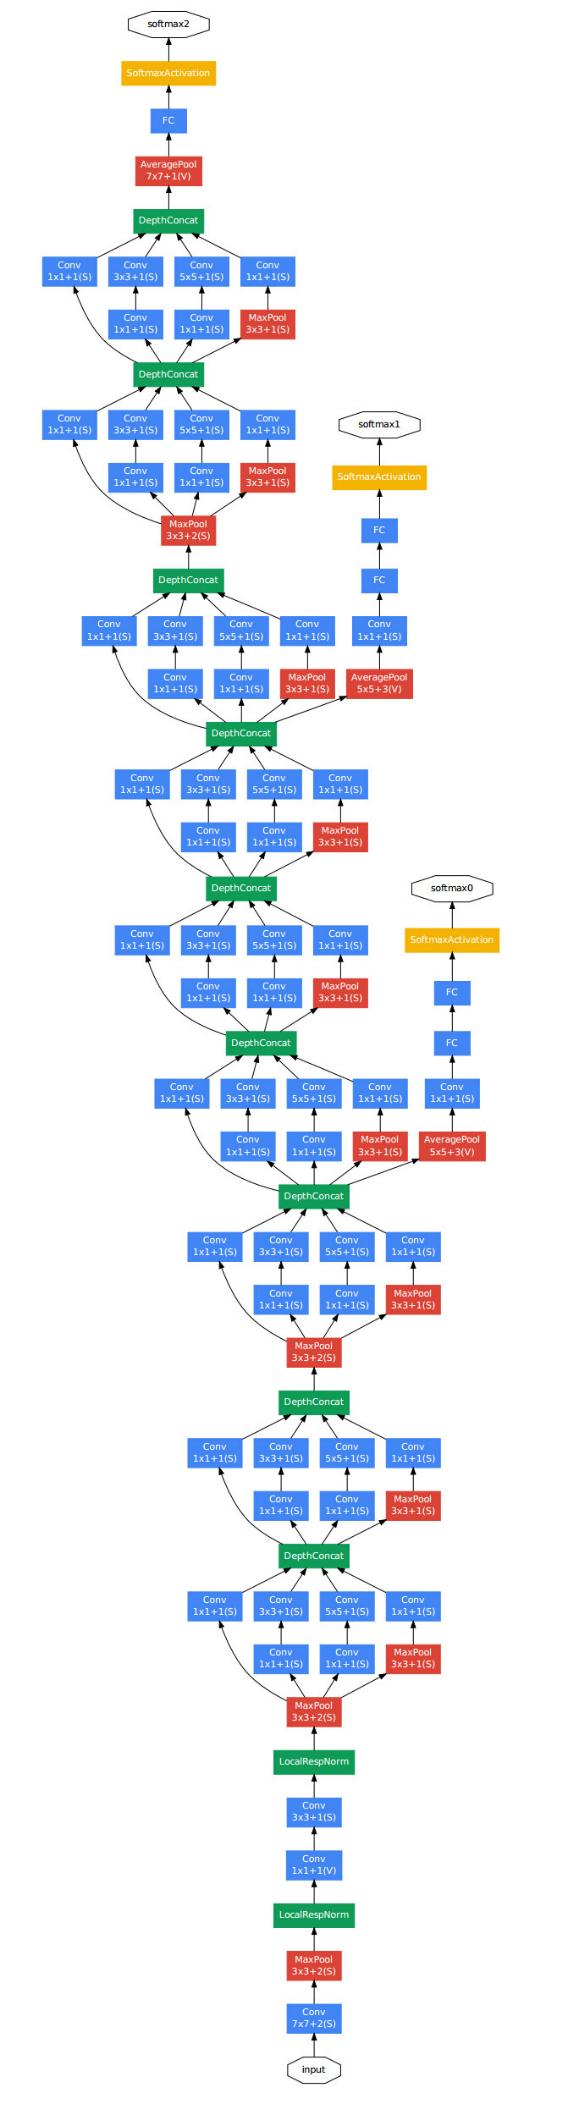 softmax2
SoftmaxActivation
FC
AveragePool
7x7+1(V)
DepthConcat
Conv Conv Conv Conv
1x1+1(S) 3x3+1(S) 5x5+1(S) 1x1+1(S)
Conv Conv MaxPool
1x1+1(S) 1x1+1(S) 3x3+1(S)
DepthConcat
Conv Conv Conv Conv softmax1
1x1+1(S) 3x3+1(S) 5x5+1(S) 1x1+1(S)
Conv Conv MaxPool SoftmaxActivation
1x1+1(S) 1x1+1(S) 3x3+1(S)
MaxPool FC
3x3+2(S)
DepthConcat FC
Conv Conv Conv Conv Conv
1x1+1(S) 3x3+1(S) 5x5+1(S) 1x1+1(S) 1x1+1(S)
Conv Conv MaxPool AveragePool
1x1+1(S) 1x1+1(S) 3x3+1(S) 5x5+3(V)
DepthConcat
Conv Conv Conv Conv
1x1+1(S) 3x3+1(S) 5x5+1(S) 1x1+1(S)
Conv Conv MaxPool
1x1+1(S) 1x1+1(S) 3x3+1(S)
DepthConcat softmax0
Conv Conv Conv Conv SoftmaxActivation
1x1+1(S) 3x3+1(S) 5x5+1(S) 1x1+1(S)
Conv Conv MaxPool FC
1x1+1(S) 1x1+1(S) 3x3+1(S)
DepthConcat FC
Conv Conv Conv Conv Conv
1x1+1(S) 3x3+1(S) 5x5+1(S) 1x1+1(S) 1x1+1(S)
Conv Conv MaxPool AveragePool
1x1+1(S) 1x1+1(S) 3x3+1(S) 5x5+3(V)
DepthConcat
Conv Conv Conv Conv
1x1+1(S) 3x3+1(S) 5x5+1(S) 1x1+1(S)
Conv Conv MaxPool
1x1+1(S) 1x1+1(S) 3x3+1(S)
MaxPool
3x3+2(S)
DepthConcat
Conv Conv Conv Conv
1x1+1(S) 3x3+1(S) 5x5+1(S) 1x1+1(S)
Conv Conv MaxPool
1x1+1(S) 1x1+1(S) 3x3+1(S)
DepthConcat
Conv Conv Conv Conv
1x1+1(S) 3x3+1(S) 5x5+1(S) 1x1+1(S)
Conv Conv MaxPool
1x1+1(S) 1x1+1(S) 3x3+1(S)
MaxPool
3x3+2(S)
LocalRespNorm
Conv
3x3+1(S)
Conv
1x1+1(V)
LocalRespNorm
MaxPool
3x3+2(S)
Conv
7x7+2(S)
input